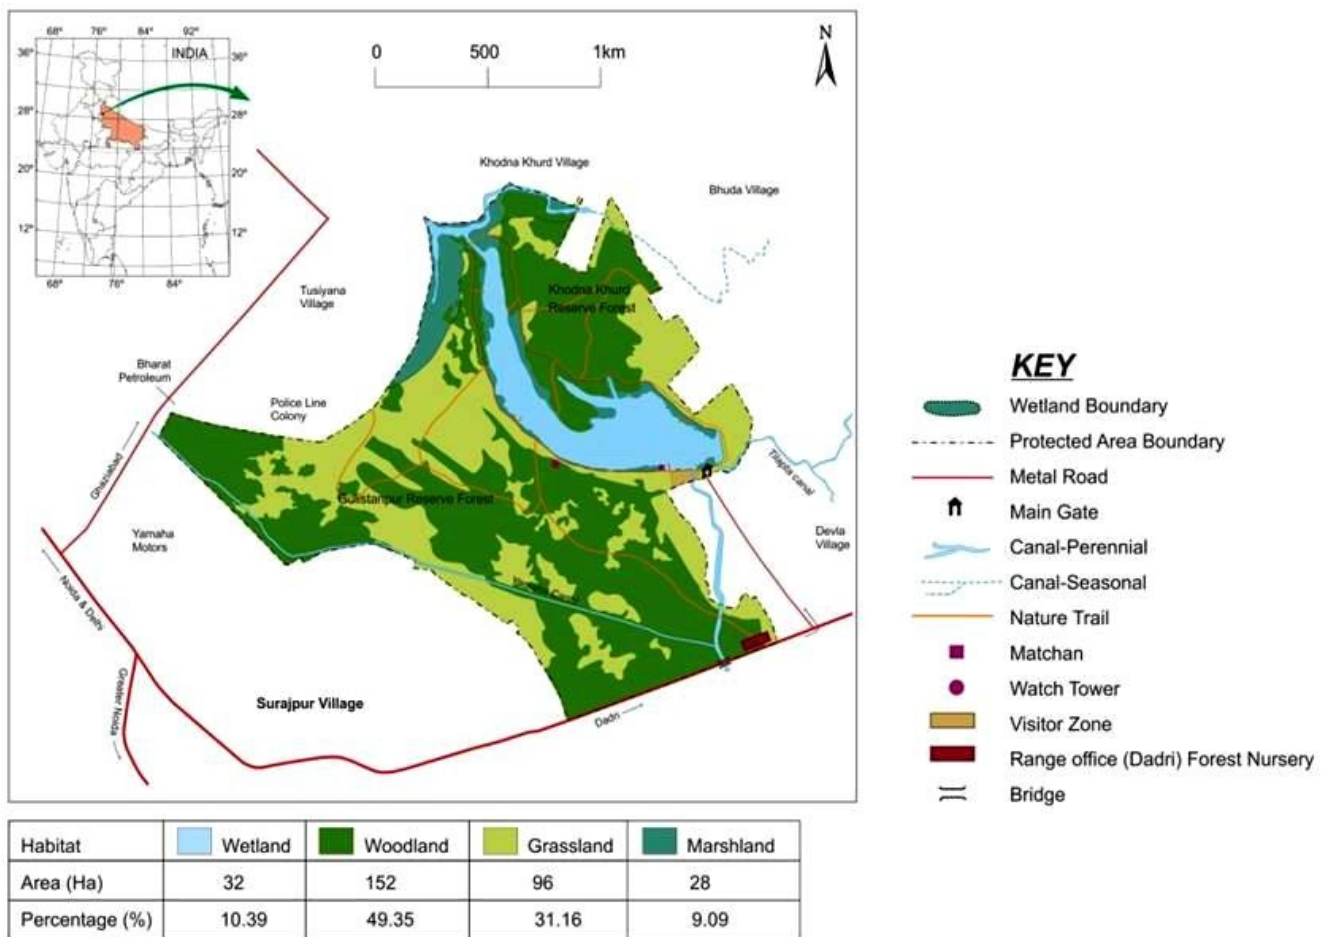 68° 76° 84° 92°
INDIA
36° 36°
28° 28°
20° 20°
12° 12°
68° 76° 84°
0 500 1km
N
Khodna Khurd Village
Bhuda Village
Tusiyana
Village
Khodna Khurd
Reserve Forest
Bharat
Petroleum
Police Line
Colony
Ghaziabad
Tilapta canal
Gulistanpur Reserve Forest
Yamaha
Motors
Devla
Village
Noida & Delhi
Greater Noida
Surajpur Village
Dadri
KEY
Wetland Boundary
Protected Area Boundary
Metal Road
Main Gate
Canal-Perennial
Canal-Seasonal
Nature Trail
Matchan
Watch Tower
Visitor Zone
Range office (Dadri) Forest Nursery
Bridge
Habitat Wetland Woodland Grassland Marshland
Area (Ha) 32 152 96 28
Percentage (%) 10.39 49.35 31.16 9.09